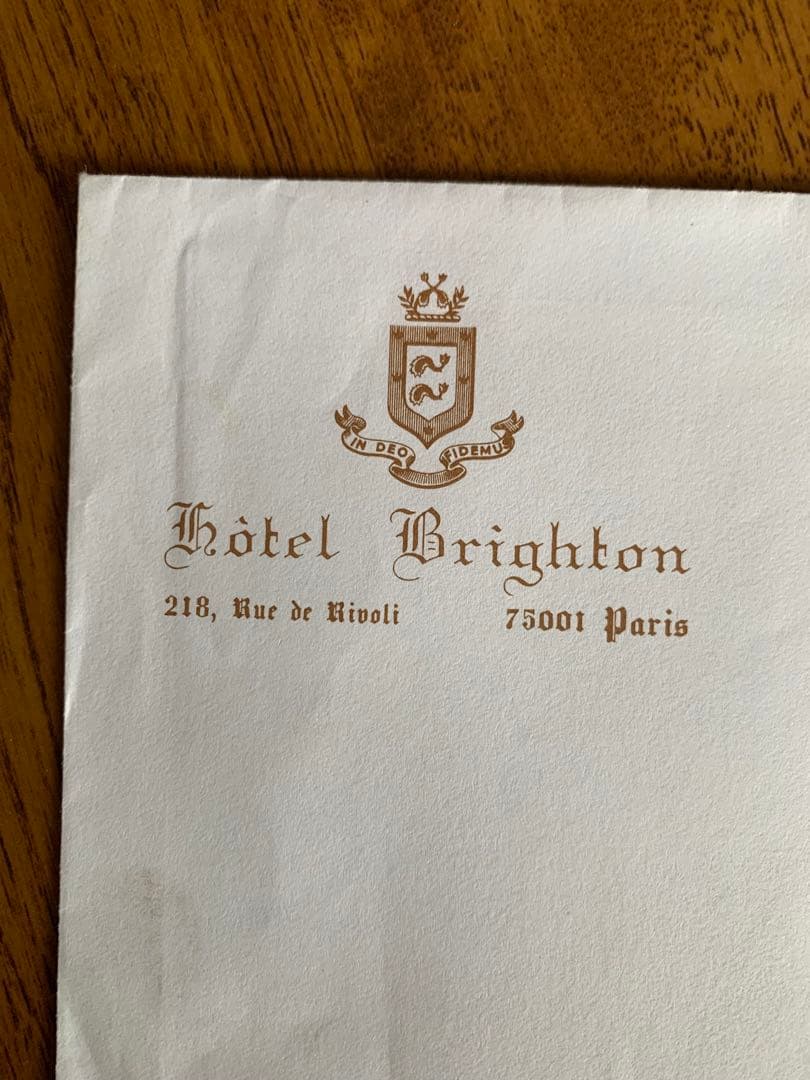 IN DEO FIDEMUS
Hôtel Brighton
218, Rue de Rivoli 75001 Paris